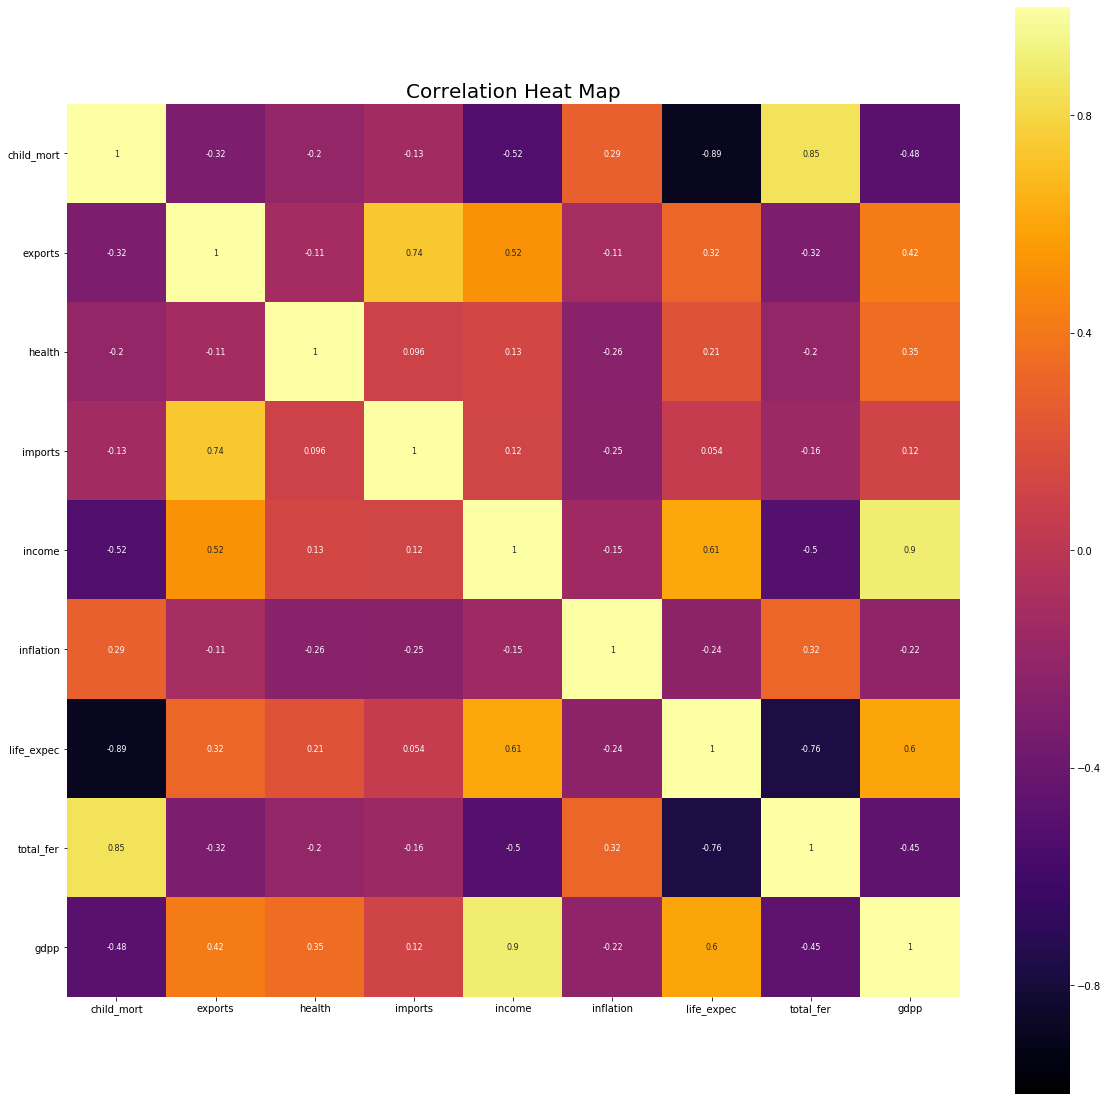 Correlation Heat Map
child_mort 1 -0.32 -0.2 -0.13 -0.52 0.29 -0.89 0.85 -0.48
exports -0.32 1 -0.11 0.74 0.52 -0.11 0.32 -0.32 0.42
health -0.2 -0.11 1 0.096 0.13 -0.26 0.21 -0.2 0.35
imports -0.13 0.74 0.096 1 0.12 -0.25 0.054 -0.16 0.12
income -0.52 0.52 0.13 0.12 1 -0.15 0.61 -0.5 0.9
inflation 0.29 -0.11 -0.26 -0.25 -0.15 1 -0.24 0.32 -0.22
life_expec -0.89 0.32 0.21 0.054 0.61 -0.24 1 -0.76 0.6
total_fer 0.85 -0.32 -0.2 -0.16 -0.5 0.32 -0.76 1 -0.45
gdpp -0.48 0.42 0.35 0.12 0.9 -0.22 0.6 -0.45 1
child_mort exports health imports income inflation life_expec total_fer gdpp
0.8
0.4
0.0
−0.4
−0.8